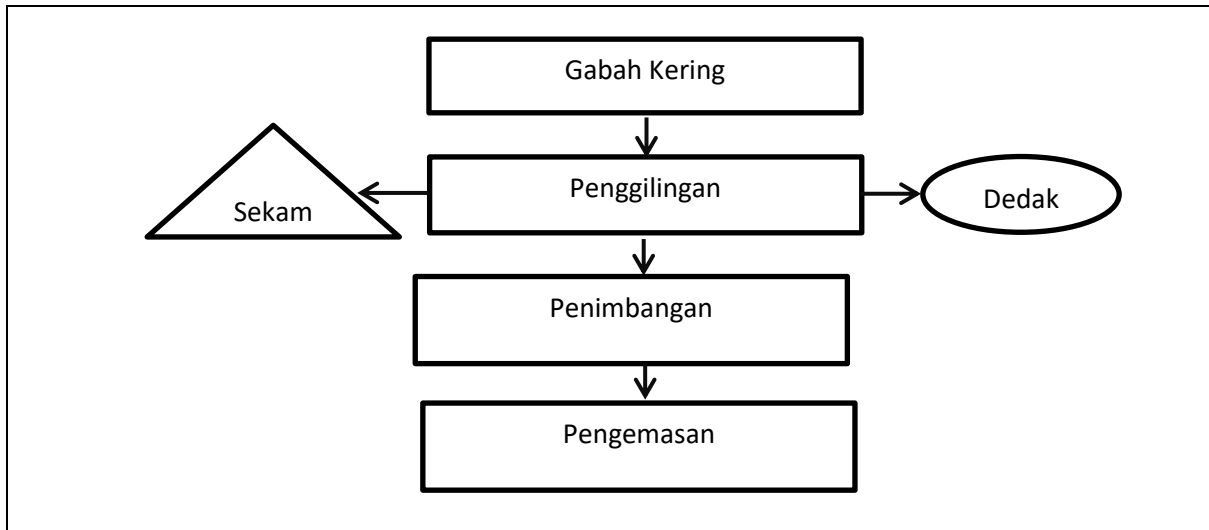 Gabah Kering
Penggilingan
Sekam
Dedak
Penimbangan
Pengemasan